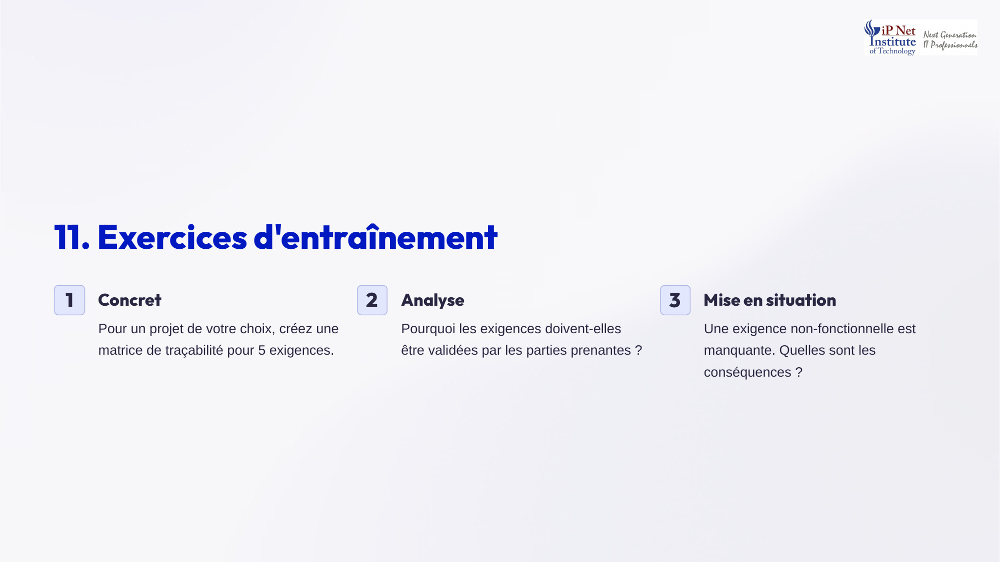 iP Net
Institute
of Technology
Next Generation
IT Professionnels
11. Exercices d'entraînement
1
Concret
Pour un projet de votre choix, créez une
matrice de traçabilité pour 5 exigences.
2
Analyse
Pourquoi les exigences doivent-elles
être validées par les parties prenantes ?
3
Mise en situation
Une exigence non-fonctionnelle est
manquante. Quelles sont les
conséquences ?